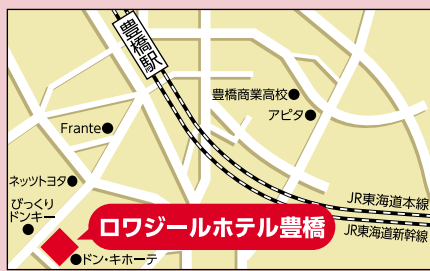 豊橋駅
豊橋商業高校
アピタ
Frante
ネッツトヨタ
びっくり
ドンキー
ロワジールホテル豊橋
JR東海道本線
JR東海道新幹線
ドン・キホーテ